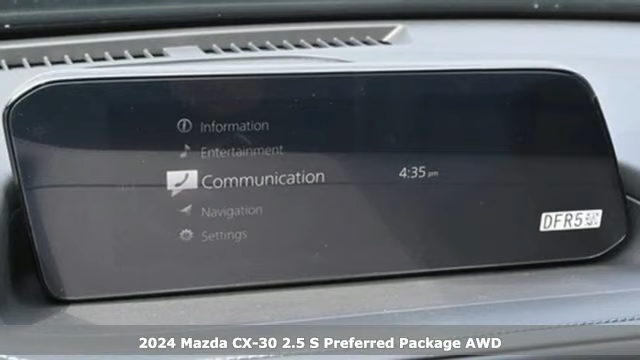 Information
Entertainment
Communication
4:35 pm
Navigation
DFR5
Settings
2024 Mazda CX-30 2.5 S Preferred Package AWD